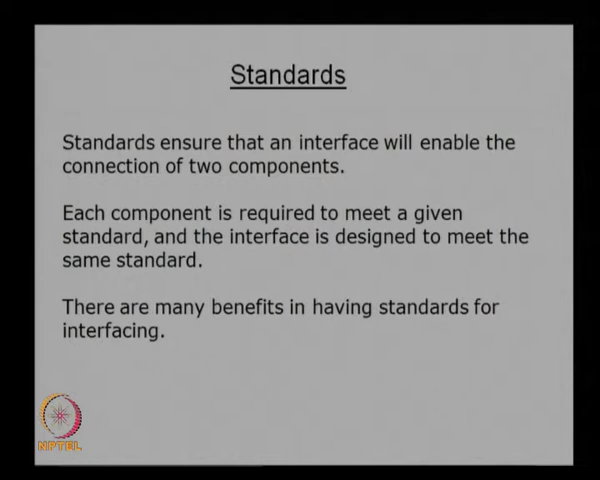 Standards
Standards ensure that an interface will enable the
connection of two components.
Each component is required to meet a given
standard, and the interface is designed to meet the
same standard.
There are many benefits in having standards for
interfacing.
NPTEL